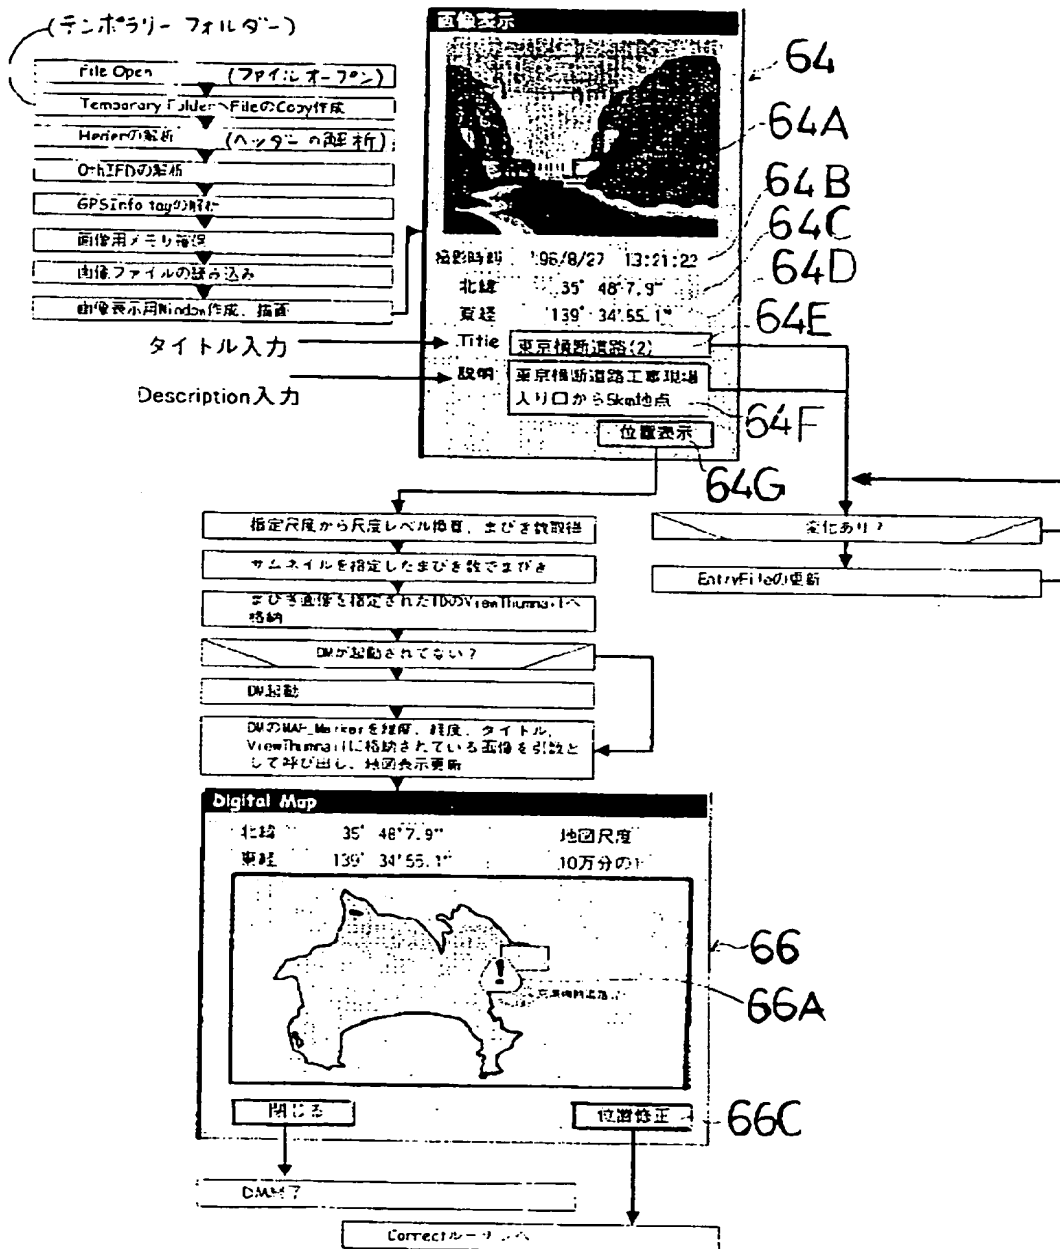 (テンポラリー フォルダー)
File Open (ファイル オープン)
Temporary FolderへFileのCopy作成
Hederの解析 (ヘッダーの解析)
0thIFDの解析
GPSInfo tagの解析
画像用メモリ確保
画像ファイルの読み込み
画像表示用Window作成、描画
タイトル入力
Description入力
画像表示
撮影時刻 '96/8/27 13:21:22
北緯 35° 48'7.9"
東経 139° 34'55.1"
Title 東京横断道路(2)
説明 東京横断道路工事現場
入り口から5km地点
位置表示
64
64A
64B
64C
64D
64E
64F
64G
変化あり?
EntryFileの更新
指定尺度から尺度レベル換算、まびき数取得
サムネイルを指定したまびき数でまびき
まびき画像を指定されたIDのViewThumnailへ
格納
DMが起動されてない?
DM起動
DMのMAP_Markerを緯度、経度、タイトル、
ViewThumnailに格納されている画像を引数と
して呼び出し、地図表示更新
Digital Map
北緯 35° 48'7.9" 地図尺度
東経 139° 34'55.1" 10万分の1
!
東京横断道路
66
66A
閉じる
位置修正
66C
DM終了
Correctルーチンへ